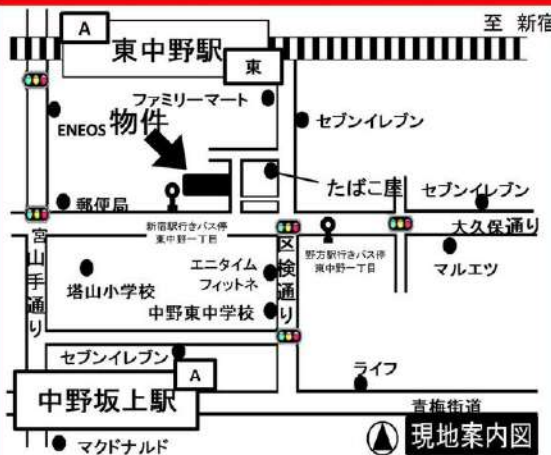 至 新宿
A
東中野駅
東
ファミリーマート
ENEOS
物件
セブンイレブン
たばこ屋
セブンイレブン
郵便局
新宿駅行きバス停
東中野一丁目
大久保通り
野方駅行きバス停
東中野一丁目
マルエツ
宮
山手通り
塔山小学校
エニタイム
フィットネ
区検通り
中野東中学校
セブンイレブン
A
中野坂上駅
ライフ
青梅街道
マクドナルド
現地案内図